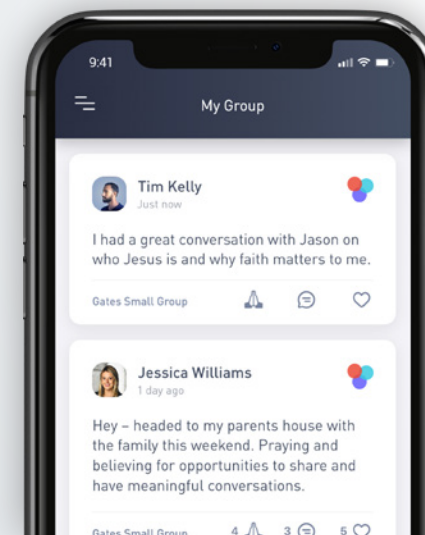 9:41
My Group
Tim Kelly
Just now
I had a great conversation with Jason on
who Jesus is and why faith matters to me.
Gates Small Group
Jessica Williams
1 day ago
Hey – headed to my parents house with
the family this weekend. Praying and
believing for opportunities to share and
have meaningful conversations.
Gates Small Group 4 3 5